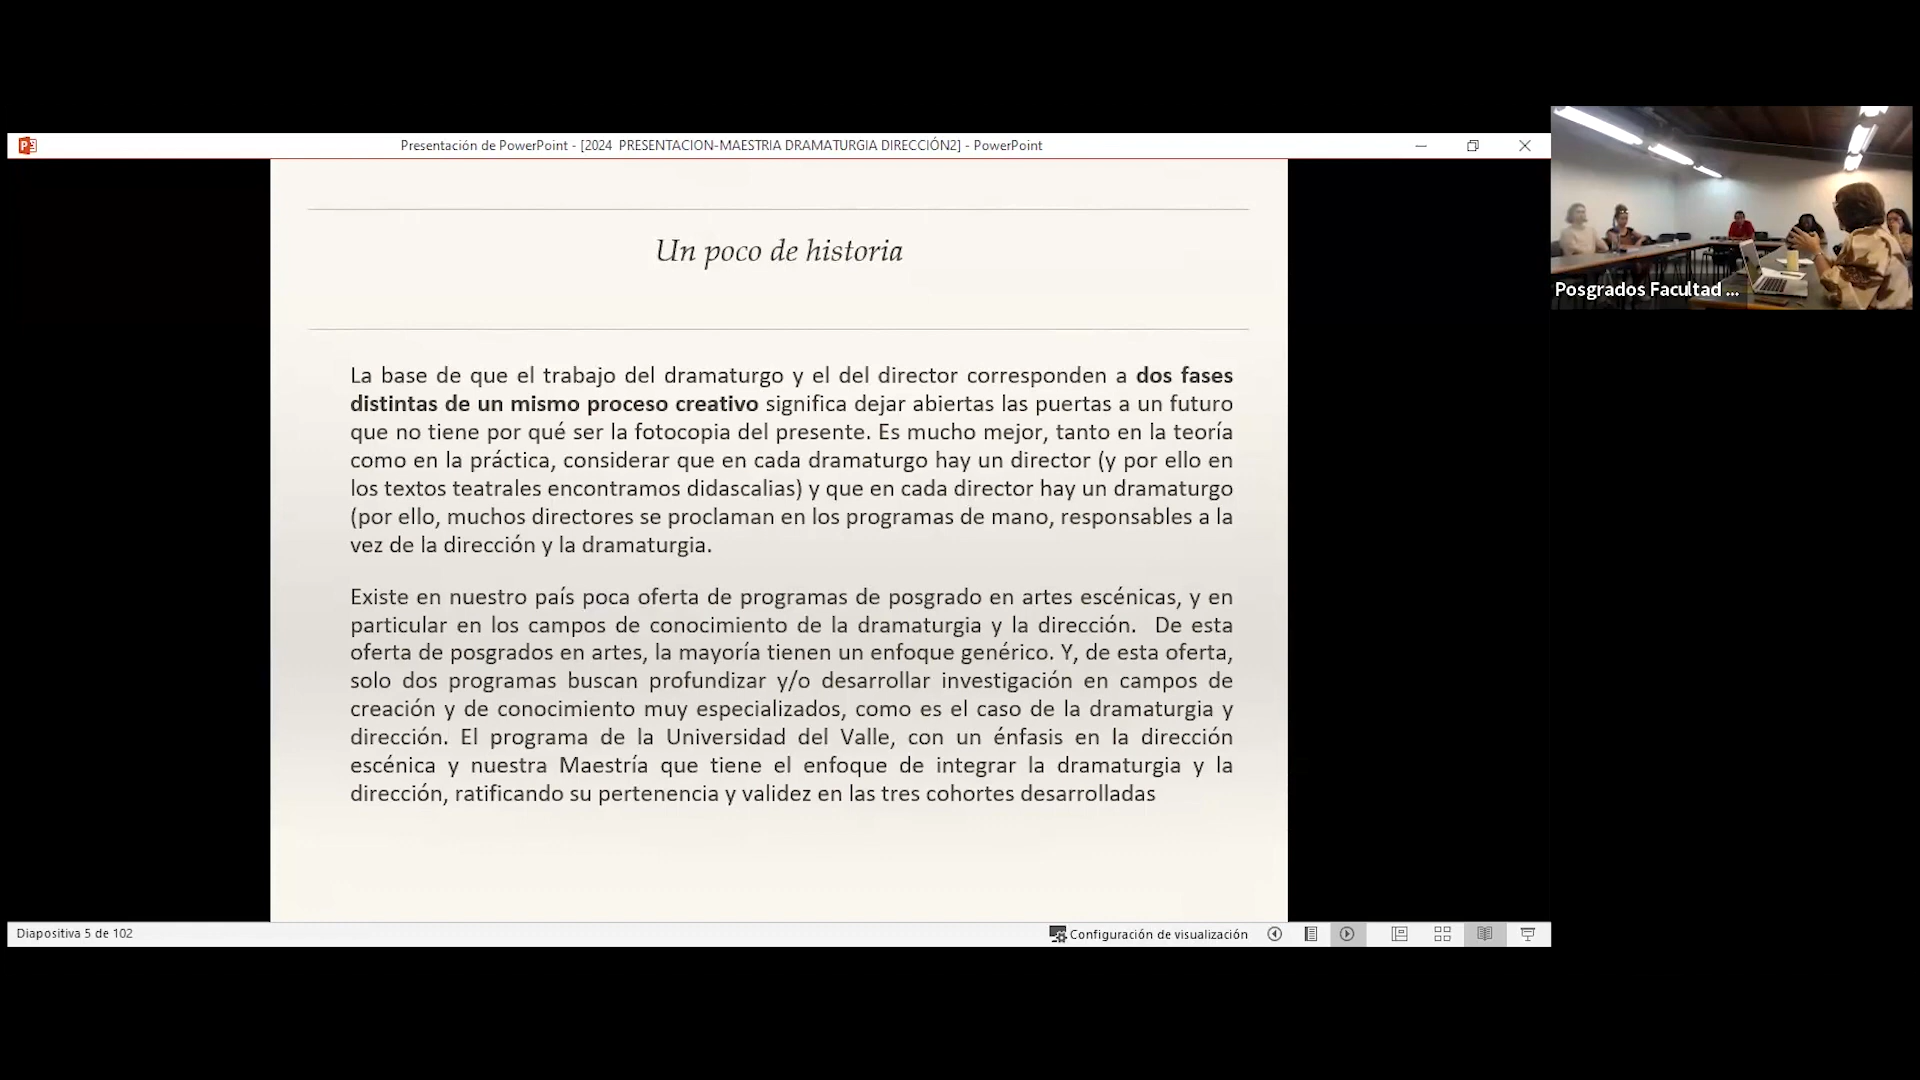 Presentación de PowerPoint - [2024  PRESENTACION-MAESTRIA DRAMATURGIA DIRECCIÓN2] - PowerPoint
Un poco de historia
La base de que el trabajo del dramaturgo y el del director corresponden a dos fases
distintas de un mismo proceso creativo significa dejar abiertas las puertas a un futuro
que no tiene por qué ser la fotocopia del presente. Es mucho mejor, tanto en la teoría
como en la práctica, considerar que en cada dramaturgo hay un director (y por ello en
los textos teatrales encontramos didascalias) y que en cada director hay un dramaturgo
(por ello, muchos directores se proclaman en los programas de mano, responsables a la
vez de la dirección y la dramaturgia.
Existe en nuestro país poca oferta de programas de posgrado en artes escénicas, y en
particular en los campos de conocimiento de la dramaturgia y la dirección.  De esta
oferta de posgrados en artes, la mayoría tienen un enfoque genérico. Y, de esta oferta,
solo dos programas buscan profundizar y/o desarrollar investigación en campos de
creación y de conocimiento muy especializados, como es el caso de la dramaturgia y
dirección. El programa de la Universidad del Valle, con un énfasis en la dirección
escénica y nuestra Maestría que tiene el enfoque de integrar la dramaturgia y la
dirección, ratificando su pertenencia y validez en las tres cohortes desarrolladas
Posgrados Facultad ...
Diapositiva 5 de 102
Configuración de visualización